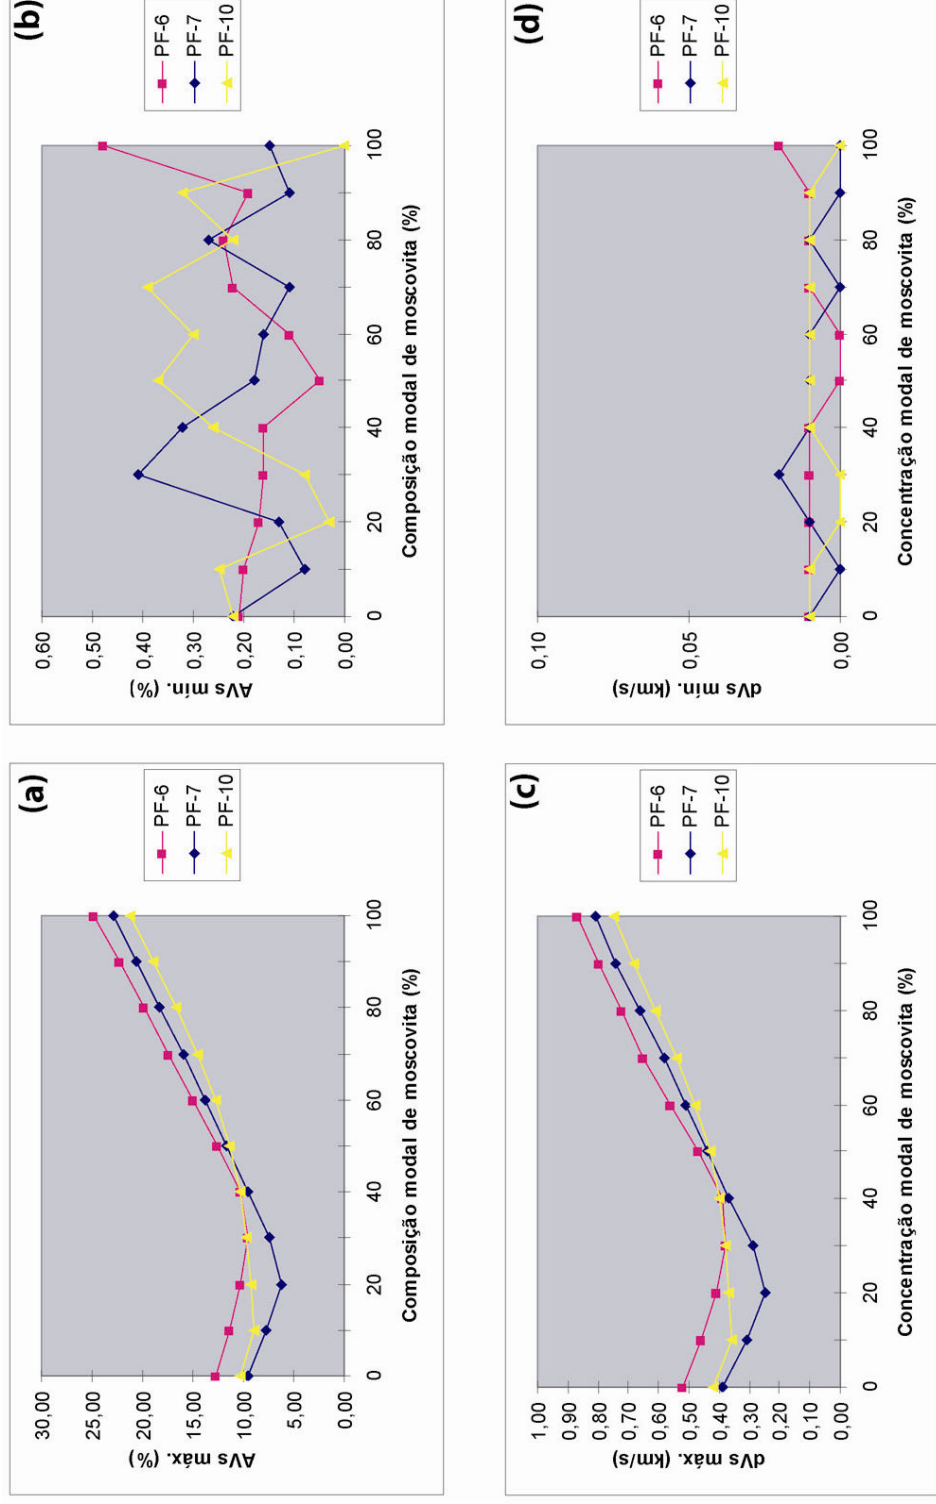 (a)
30,00
25,00
20,00
15,00
10,00
5,00
0,00
AVs máx. (%)
0
20
40
60
80
100
Composição modal de moscovita (%)
PF-6
PF-7
PF-10
(b)
0,60
0,50
0,40
0,30
0,20
0,10
0,00
AVs mín. (%)
0
20
40
60
80
100
Composição modal de moscovita (%)
PF-6
PF-7
PF-10
(c)
1,00
0,90
0,80
0,70
0,60
0,50
0,40
0,30
0,20
0,10
0,00
dVs máx. (km/s)
0
20
40
60
80
100
Concentração modal de moscovita (%)
PF-6
PF-7
PF-10
(d)
0,10
0,05
0,00
dVs mín. (km/s)
0
20
40
60
80
100
Concentração modal de moscovita (%)
PF-6
PF-7
PF-10